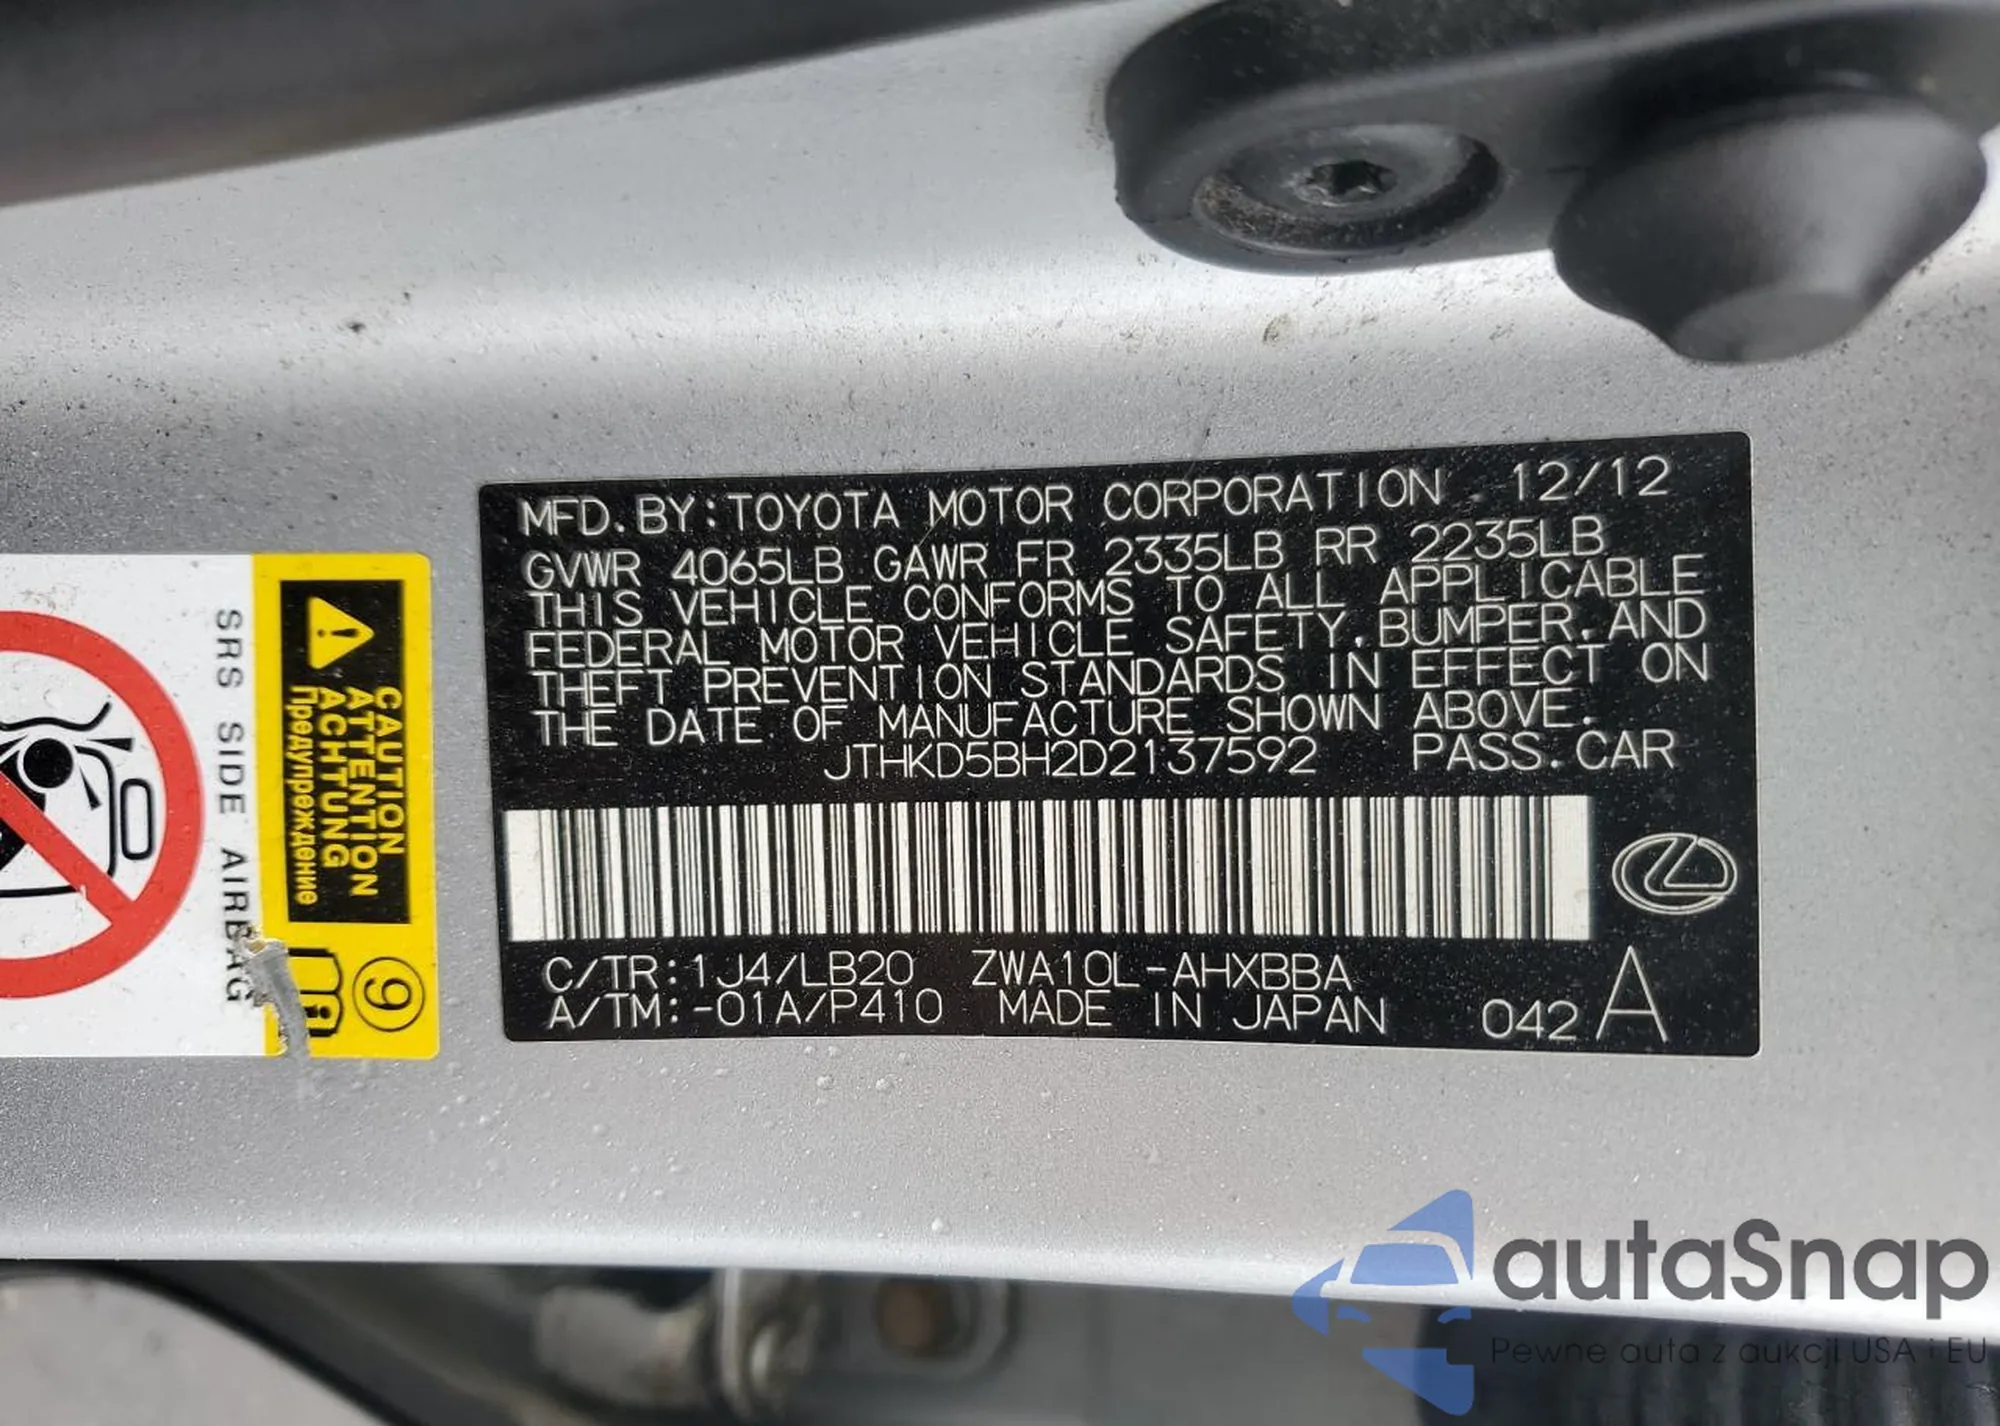 MFD. BY: TOYOTA MOTOR CORPORATION 12/12
GVWR 4065LB GAWR FR 2335LB RR 2235LB
THIS VEHICLE CONFORMS TO ALL APPLICABLE
FEDERAL MOTOR VEHICLE SAFETY, BUMPER, AND
THEFT PREVENTION STANDARDS IN EFFECT ON
THE DATE OF MANUFACTURE SHOWN ABOVE.
JTHKD5BH2D2137592 PASS. CAR
C/TR: 1J4/LB20 ZWA10L-AHXBBA
A/TM: -01A/P410 MADE IN JAPAN 042 A
CAUTION
ATTENTION
ACHTUNG
Предупреждение
9
SRS SIDE AIRBAG
autaSnap
Pewne auta z aukcji USA i EU